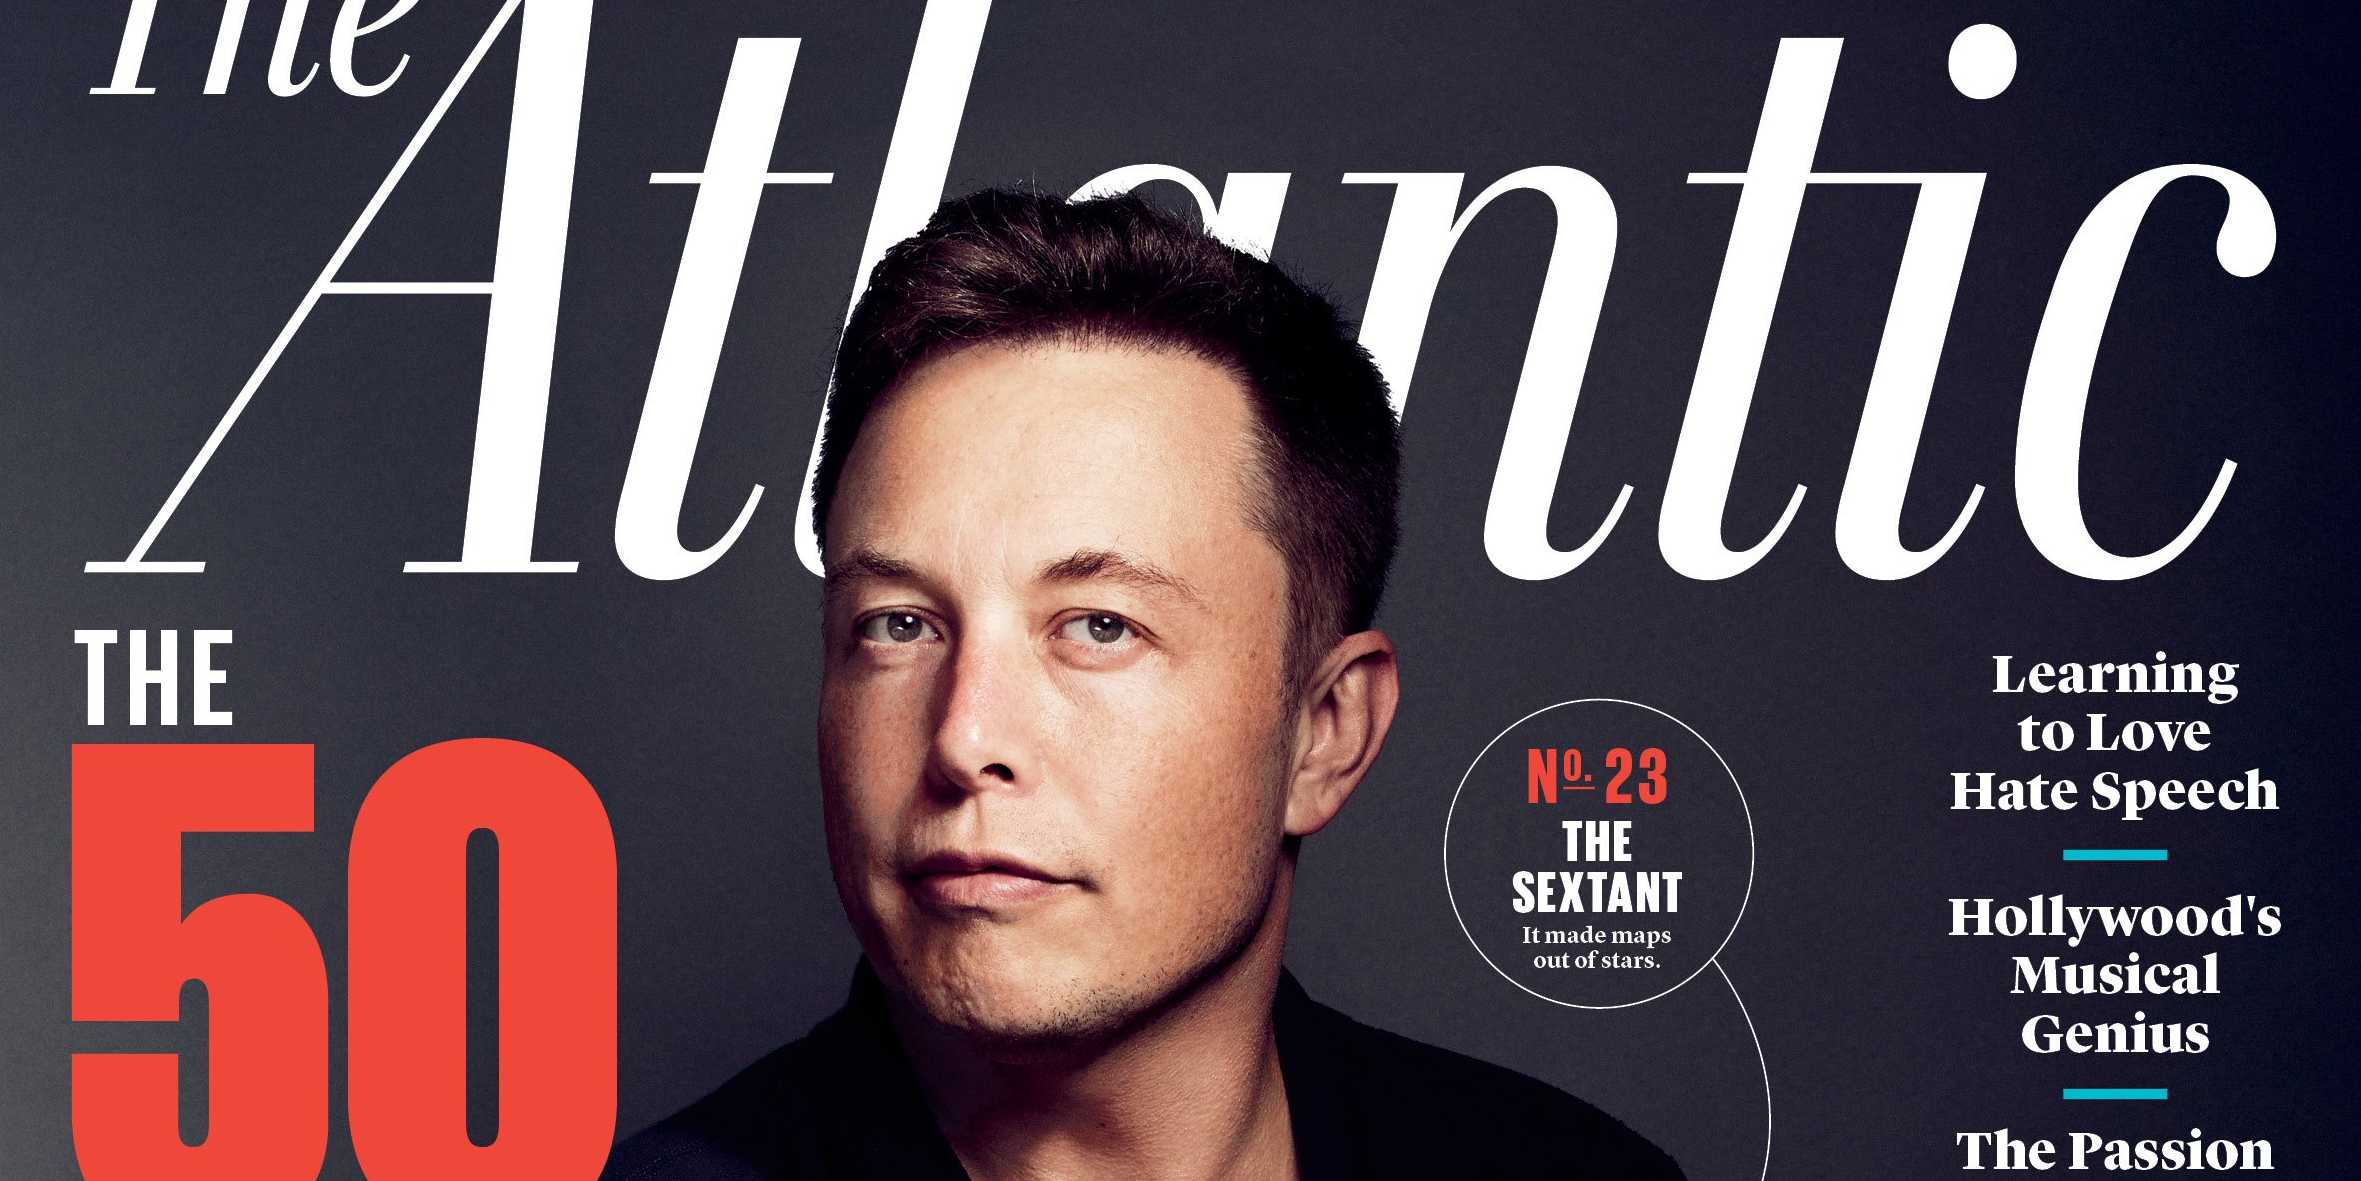 The
Atlantic
THE
50
No. 23
THE
SEXTANT
It made maps
out of stars.
Learning
to Love
Hate Speech
Hollywood's
Musical
Genius
The Passion